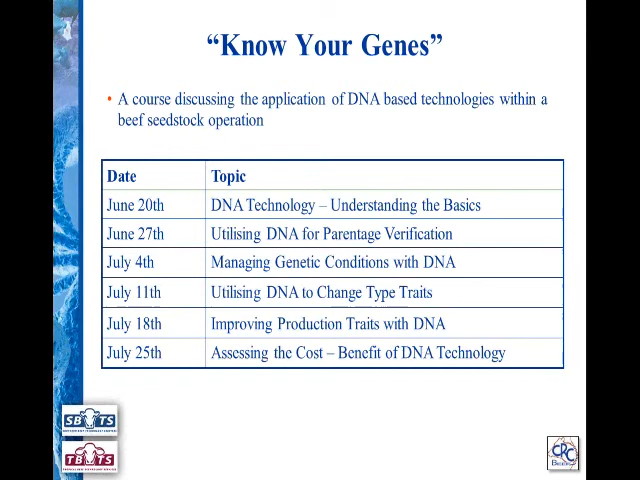 “Know Your Genes”
• A course discussing the application of DNA based technologies within a
beef seedstock operation
Date Topic
June 20th DNA Technology – Understanding the Basics
June 27th Utilising DNA for Parentage Verification
July 4th Managing Genetic Conditions with DNA
July 11th Utilising DNA to Change Type Traits
July 18th Improving Production Traits with DNA
July 25th Assessing the Cost – Benefit of DNA Technology
SBTS
TBTS
CRC